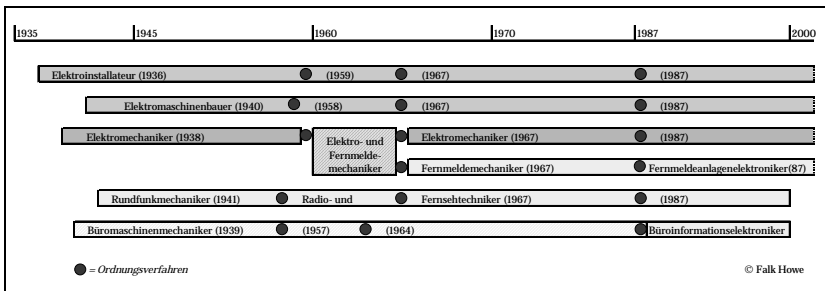 1935 1945 1960 1970 1987 2000
Elektroinstallateur (1936) (1959) (1967) (1987)
Elektromaschinenbauer (1940) (1958) (1967) (1987)
Elektromechaniker (1938) Elektromechaniker (1967) (1987)
Elektro- und
Fernmelde-
mechaniker
Fernmeldemechaniker (1967) Fernmeldeanlagenelektroniker(87)
Rundfunkmechaniker (1941) Radio- und Fernsehtechniker (1967) (1987)
Büromaschinenmechaniker (1939) (1957) (1964) Büroinformationselektroniker
= Ordnungsverfahren © Falk Howe